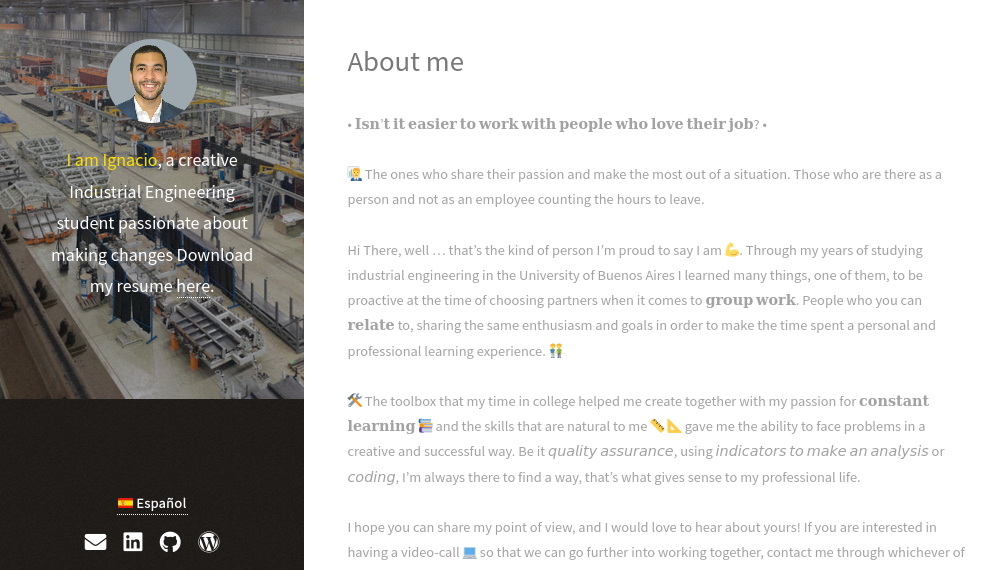 I am Ignacio, a creative
Industrial Engineering
student passionate about
making changes Download
my resume here.
🇪🇸 Español
About me
• Isn't it easier to work with people who love their job? •
👨‍💼 The ones who share their passion and make the most out of a situation. Those who are there as a
person and not as an employee counting the hours to leave.
Hi There, well … that's the kind of person I'm proud to say I am 💪. Through my years of studying
industrial engineering in the University of Buenos Aires I learned many things, one of them, to be
proactive at the time of choosing partners when it comes to group work. People who you can
relate to, sharing the same enthusiasm and goals in order to make the time spent a personal and
professional learning experience. 👬
🛠 The toolbox that my time in college helped me create together with my passion for constant
learning 📚 and the skills that are natural to me 📏📐 gave me the ability to face problems in a
creative and successful way. Be it quality assurance, using indicators to make an analysis or
coding, I'm always there to find a way, that's what gives sense to my professional life.
I hope you can share my point of view, and I would love to hear about yours! If you are interested in
having a video-call 💻 so that we can go further into working together, contact me through whichever of